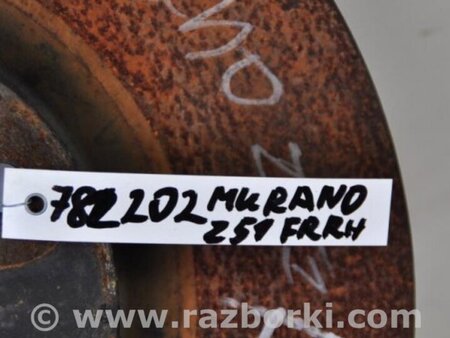 782202 MURANO
Z51 FRRH
© www.razborki.com/